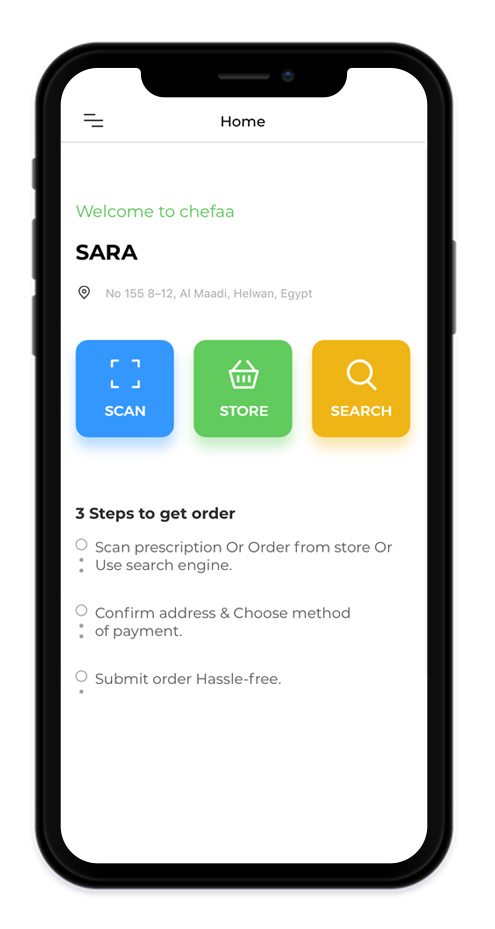 Home
Welcome to chefaa
SARA
No 155 8–12, Al Maadi, Helwan, Egypt
SCAN
STORE
SEARCH
3 Steps to get order
Scan prescription Or Order from store Or
Use search engine.
Confirm address & Choose method
of payment.
Submit order Hassle-free.